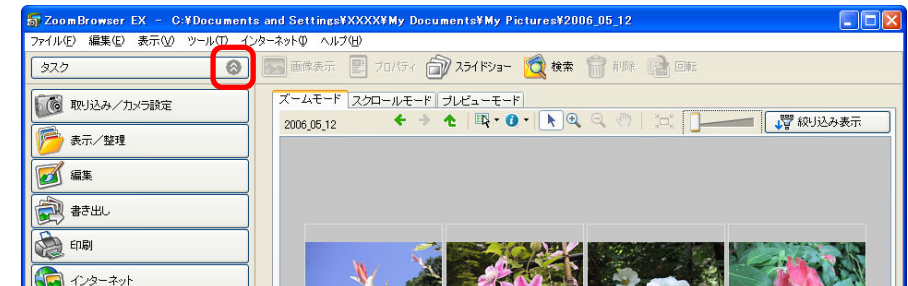 ZoomBrowser EX - C:¥Documents and Settings¥XXXX¥My Documents¥My Pictures¥2006_05_12
ファイル(F) 編集(E) 表示(V) ツール(T) インターネット(I) ヘルプ(H)
タスク 画像表示 プロパティ スライドショー 検索 削除 回転
取り込み／カメラ設定
ズームモード スクロールモード プレビューモード
2006_05_12 絞り込み表示
表示／整理
編集
書き出し
印刷
インターネット